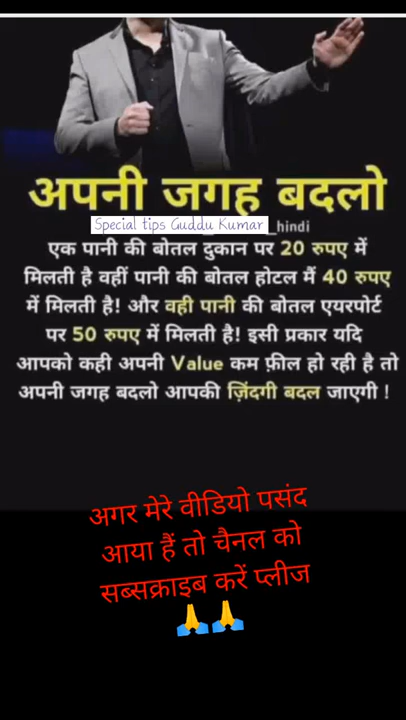 अपनी जगह बदलो
Special tips Guddu Kumar _hindi
एक पानी की बोतल दुकान पर 20 रुपए में
मिलती है वहीं पानी की बोतल होटल मैं 40 रुपए
में मिलती है! और वही पानी की बोतल एयरपोर्ट
पर 50 रुपए में मिलती है! इसी प्रकार यदि
आपको कही अपनी Value कम फ़ील हो रही है तो
अपनी जगह बदलो आपकी ज़िंदगी बदल जाएगी !
अगर मेरे वीडियो पसंद
आया हैं तो चैनल को
सब्सक्राइब करें प्लीज
🙏🙏